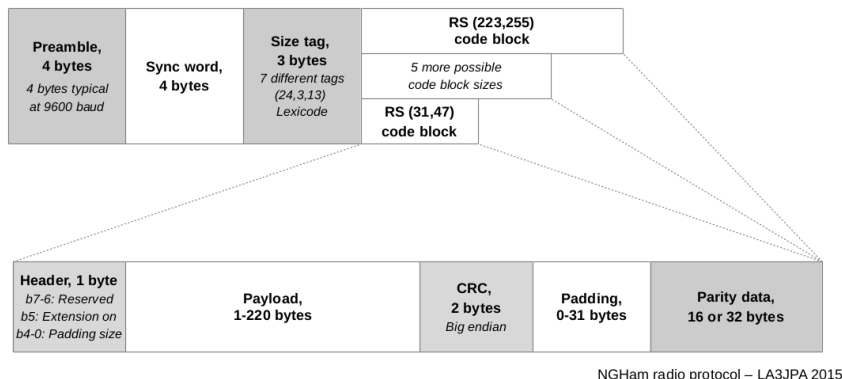 Preamble,
4 bytes
4 bytes typical
at 9600 baud
Sync word,
4 bytes
Size tag,
3 bytes
7 different tags
(24,3,13)
Lexicode
RS (223,255)
code block
5 more possible
code block sizes
RS (31,47)
code block
Header, 1 byte
b7-6: Reserved
b5: Extension on
b4-0: Padding size
Payload,
1-220 bytes
CRC,
2 bytes
Big endian
Padding,
0-31 bytes
Parity data,
16 or 32 bytes
NGHam radio protocol – LA3JPA 2015